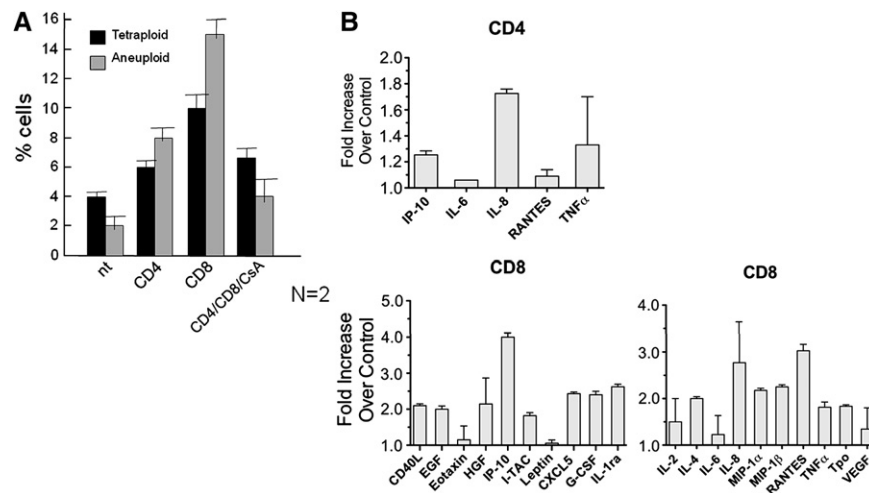 A
16
14
12
10
8
6
4
2
0
% cells
Tetraploid
Aneuploid
nt
CD4
CD8
CD4/CD8/CsA
N=2
B
CD4
Fold Increase
Over Control
2.0
1.8
1.6
1.4
1.2
1.0
IP-10
IL-6
IL-8
RANTES
TNFα
CD8
Fold Increase
Over Control
5.0
4.0
3.0
2.0
1.0
CD40L
EGF
Eotaxin
HGF
IP-10
I-TAC
Leptin
CXCL5
G-CSF
IL-1ra
CD8
4.0
3.0
2.0
1.0
IL-2
IL-4
IL-6
IL-8
MIP-1α
MIP-1β
RANTES
TNFα
Tpo
VEGF